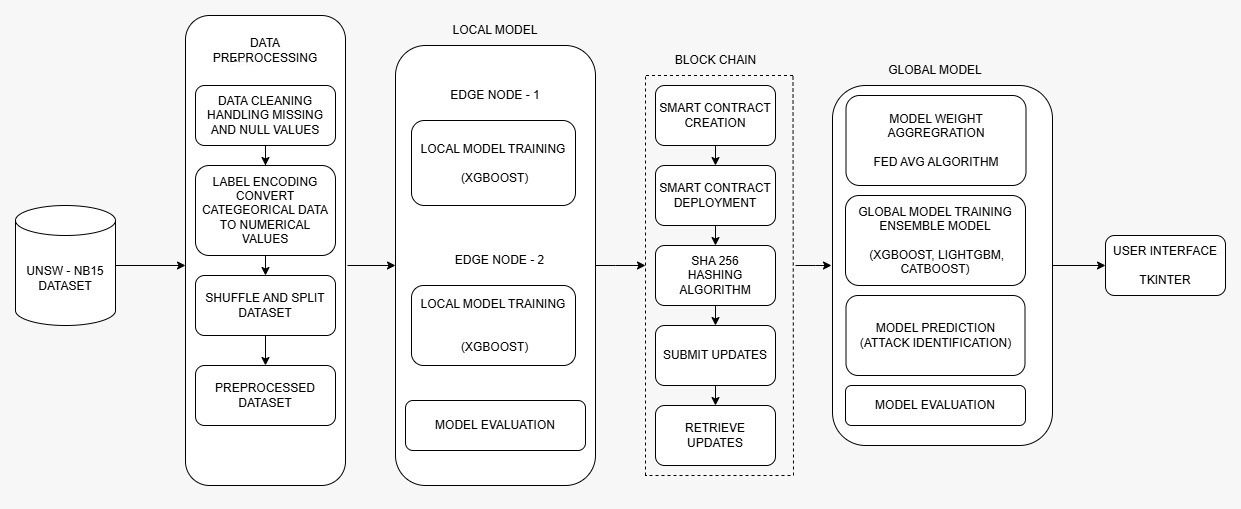 UNSW - NB15
DATASET
DATA
PREPROCESSING
DATA CLEANING
HANDLING MISSING
AND NULL VALUES
LABEL ENCODING
CONVERT
CATEGEORICAL DATA
TO NUMERICAL
VALUES
SHUFFLE AND SPLIT
DATASET
PREPROCESSED
DATASET
LOCAL MODEL
EDGE NODE - 1
LOCAL MODEL TRAINING
(XGBOOST)
EDGE NODE - 2
LOCAL MODEL TRAINING
(XGBOOST)
MODEL EVALUATION
BLOCK CHAIN
SMART CONTRACT
CREATION
SMART CONTRACT
DEPLOYMENT
SHA 256
HASHING
ALGORITHM
SUBMIT UPDATES
RETRIEVE
UPDATES
GLOBAL MODEL
MODEL WEIGHT
AGGREGRATION
FED AVG ALGORITHM
GLOBAL MODEL TRAINING
ENSEMBLE MODEL
(XGBOOST, LIGHTGBM,
CATBOOST)
MODEL PREDICTION
(ATTACK IDENTIFICATION)
MODEL EVALUATION
USER INTERFACE
TKINTER